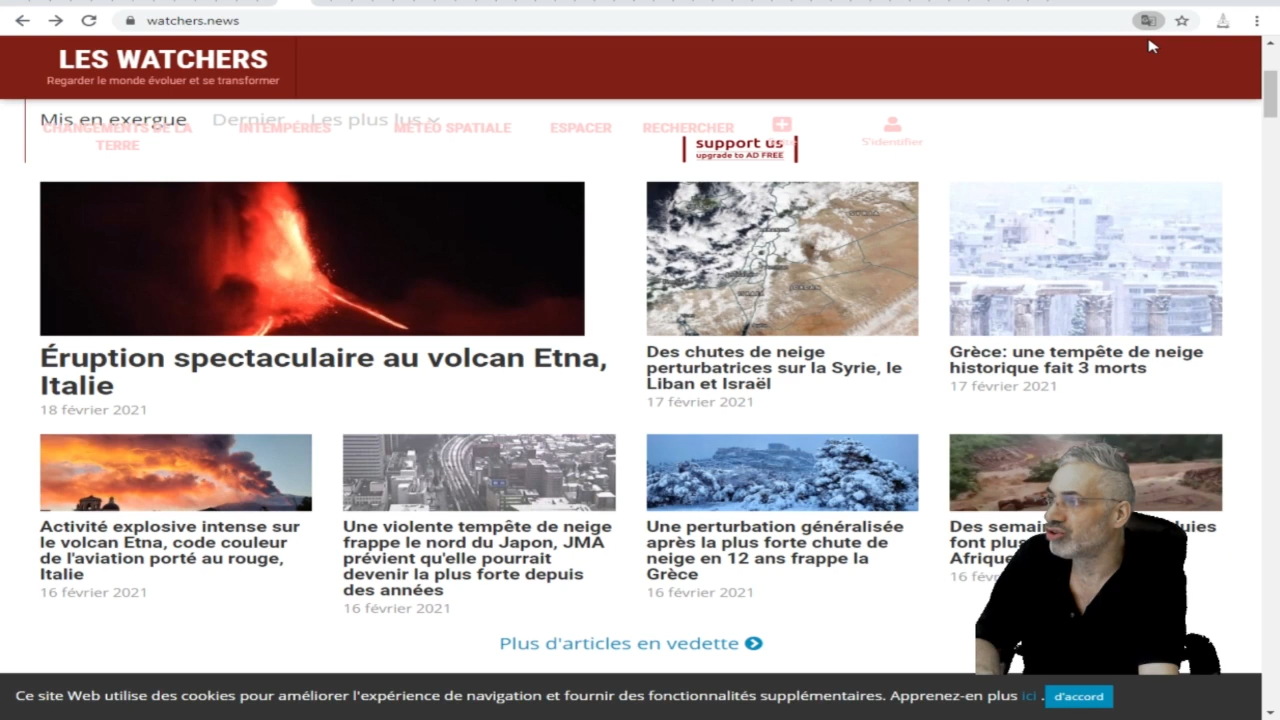 watchers.news
LES WATCHERS
Regarder le monde évoluer et se transformer
Mis en exergue Dernier Les plus lus
CHANGEMENTS DE LA
TERRE
INTEMPÉRIES
MÉTÉO SPATIALE
ESPACER
RECHERCHER
S'identifier
support us
upgrade to AD FREE
Éruption spectaculaire au volcan Etna,
Italie
18 février 2021
Des chutes de neige
perturbatrices sur la Syrie, le
Liban et Israël
17 février 2021
Grèce: une tempête de neige
historique fait 3 morts
17 février 2021
Activité explosive intense sur
le volcan Etna, code couleur
de l'aviation porté au rouge,
Italie
16 février 2021
Une violente tempête de neige
frappe le nord du Japon, JMA
prévient qu'elle pourrait
devenir la plus forte depuis
des années
16 février 2021
Une perturbation généralisée
après la plus forte chute de
neige en 12 ans frappe la
Grèce
16 février 2021
Des
font
16
Plus d'articles en vedette
Ce site Web utilise des cookies pour améliorer l'expérience de navigation et fournir des fonctionnalités supplémentaires. Apprenez-en plus ici . d'accord